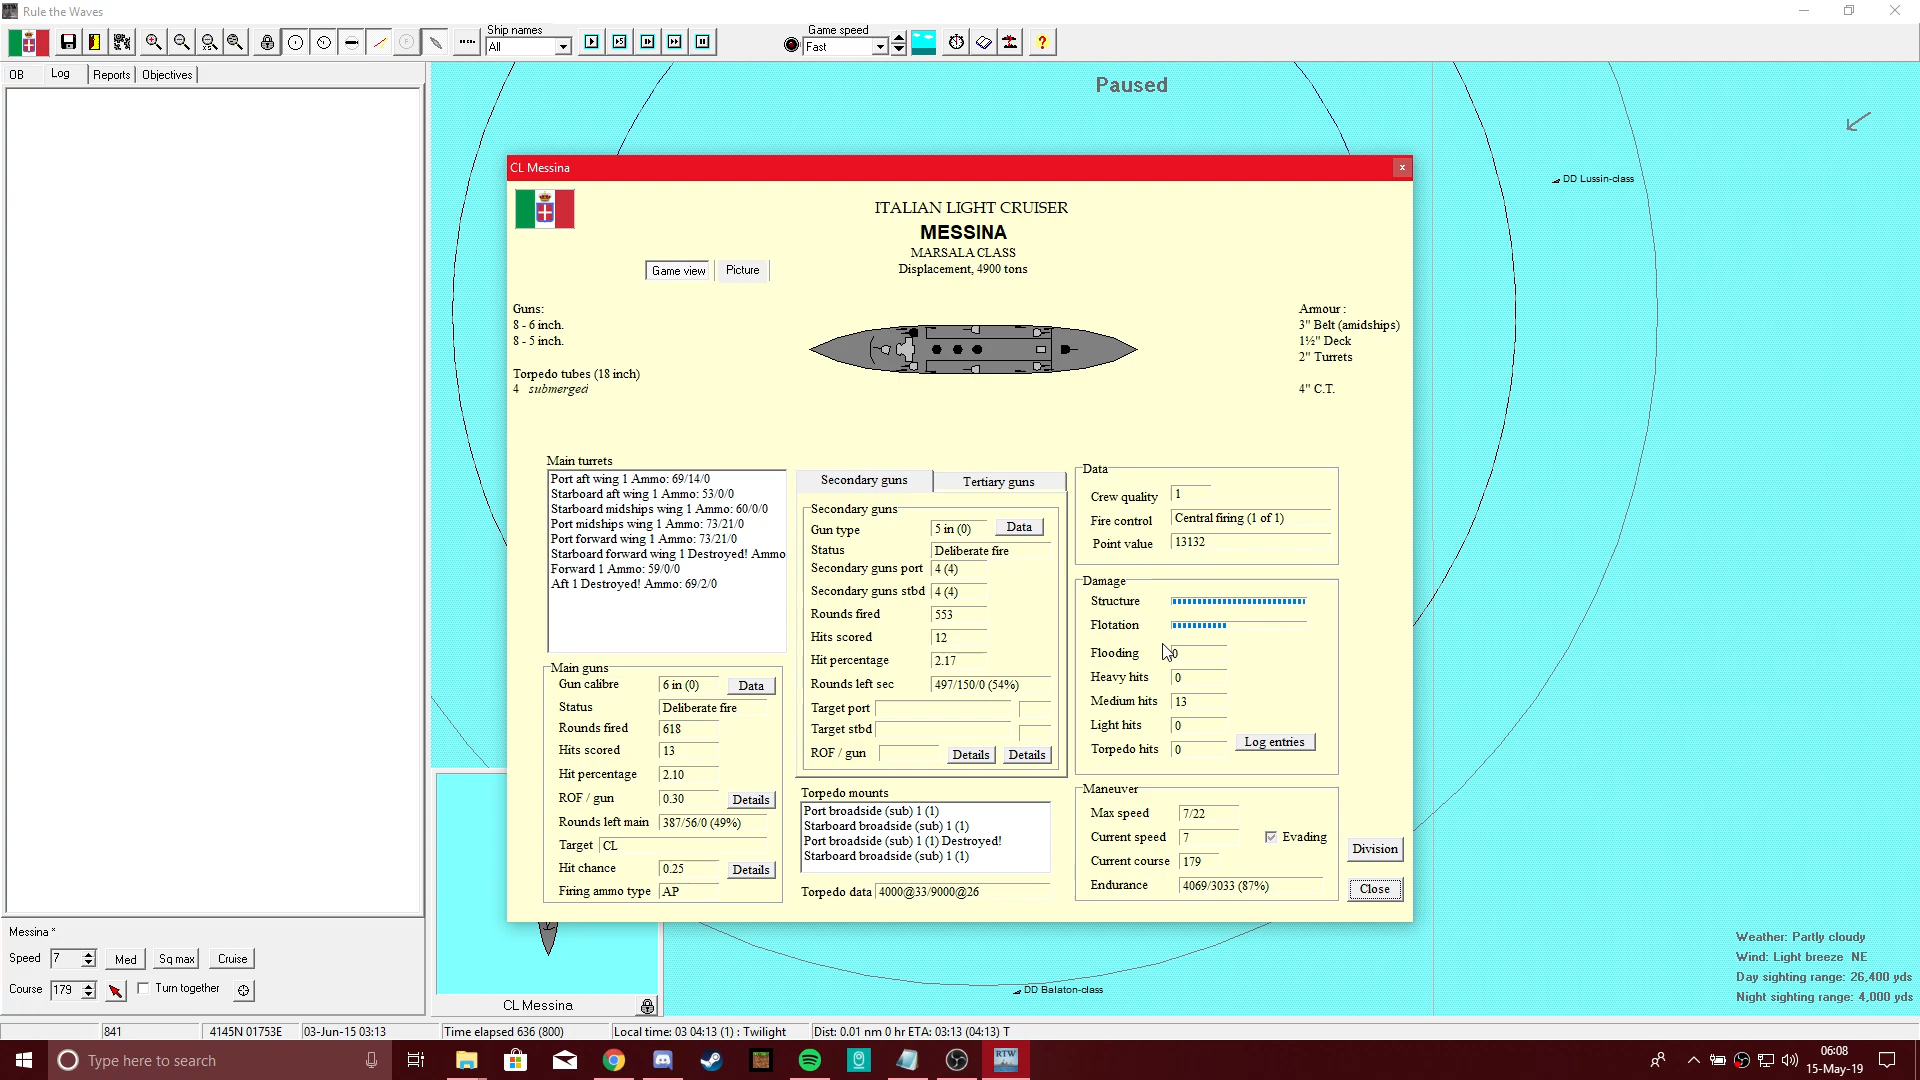 Rule the Waves
Ship names
All
Game speed
Fast
OB
Log
Reports
Objectives
Paused
DD Lussin-class
CL Messina
ITALIAN LIGHT CRUISER
MESSINA
MARSALA CLASS
Displacement, 4900 tons
Game view
Picture
Guns:
8 - 6 inch.
8 - 5 inch.
Torpedo tubes (18 inch)
4 submerged
Armour :
3" Belt (amidships)
1½" Deck
2" Turrets
4" C.T.
Main turrets
Port aft wing 1 Ammo: 69/14/0
Starboard aft wing 1 Ammo: 53/0/0
Starboard midships wing 1 Ammo: 60/0/0
Port midships wing 1 Ammo: 73/21/0
Port forward wing 1 Ammo: 73/21/0
Starboard forward wing 1 Destroyed! Ammo
Forward 1 Ammo: 59/0/0
Aft 1 Destroyed! Ammo: 69/2/0
Main guns
Gun calibre 6 in (0) Data
Status Deliberate fire
Rounds fired 618
Hits scored 13
Hit percentage 2.10
ROF / gun 0.30 Details
Rounds left main 387/56/0 (49%)
Target CL
Hit chance 0.25 Details
Firing ammo type AP
Secondary guns
Tertiary guns
Secondary guns
Gun type 5 in (0) Data
Status Deliberate fire
Secondary guns port 4 (4)
Secondary guns stbd 4 (4)
Rounds fired 553
Hits scored 12
Hit percentage 2.17
Rounds left sec 497/150/0 (54%)
Target port
Target stbd
ROF / gun Details Details
Torpedo mounts
Port broadside (sub) 1 (1)
Starboard broadside (sub) 1 (1)
Port broadside (sub) 1 (1) Destroyed!
Starboard broadside (sub) 1 (1)
Torpedo data 4000@33/9000@26
Data
Crew quality 1
Fire control Central firing (1 of 1)
Point value 13132
Damage
Structure
Flotation
Flooding 0
Heavy hits 0
Medium hits 13
Light hits 0
Torpedo hits 0
Log entries
Maneuver
Max speed 7/22
Current speed 7 Evading
Current course 179
Endurance 4069/3033 (87%)
Division
Close
Messina *
Speed 7 Med Sq max Cruise
Course 179 Turn together
CL Messina
DD Balaton-class
Weather: Partly cloudy
Wind: Light breeze NE
Day sighting range: 26,400 yds
Night sighting range: 4,000 yds
841
4145N 01753E
03-Jun-15 03:13
Time elapsed 636 (800)
Local time: 03 04:13 (1) : Twilight
Dist: 0.01 nm 0 hr ETA: 03:13 (04:13) T
Type here to search
RTW
06:08
15-May-19